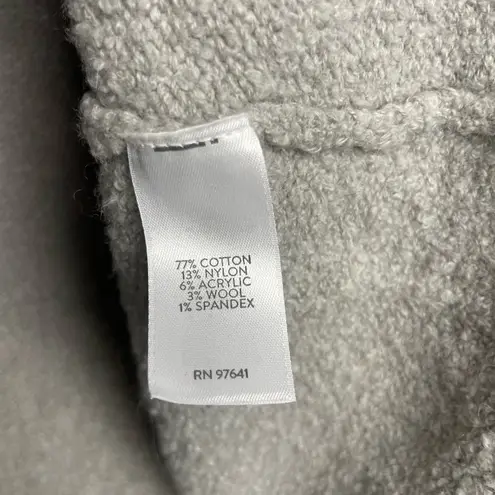 77% COTTON
13% NYLON
6% ACRYLIC
3% WOOL
1% SPANDEX
RN 97641